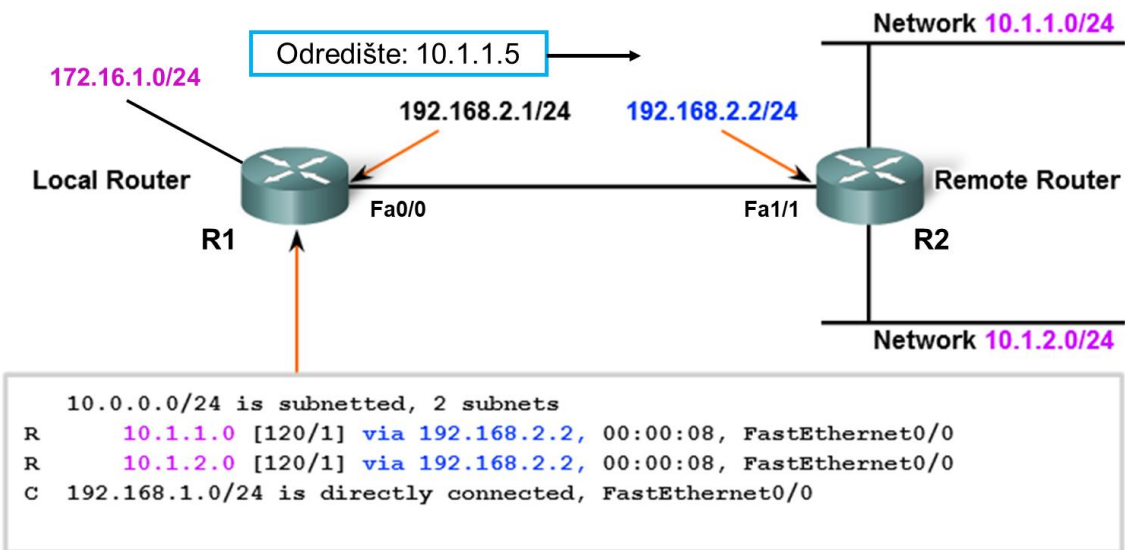 Network 10.1.1.0/24
Odredište: 10.1.1.5
172.16.1.0/24
192.168.2.1/24
192.168.2.2/24
Local Router
Remote Router
Fa0/0
Fa1/1
R1
R2
Network 10.1.2.0/24
10.0.0.0/24 is subnetted, 2 subnets
R 10.1.1.0 [120/1] via 192.168.2.2, 00:00:08, FastEthernet0/0
R 10.1.2.0 [120/1] via 192.168.2.2, 00:00:08, FastEthernet0/0
C 192.168.1.0/24 is directly connected, FastEthernet0/0